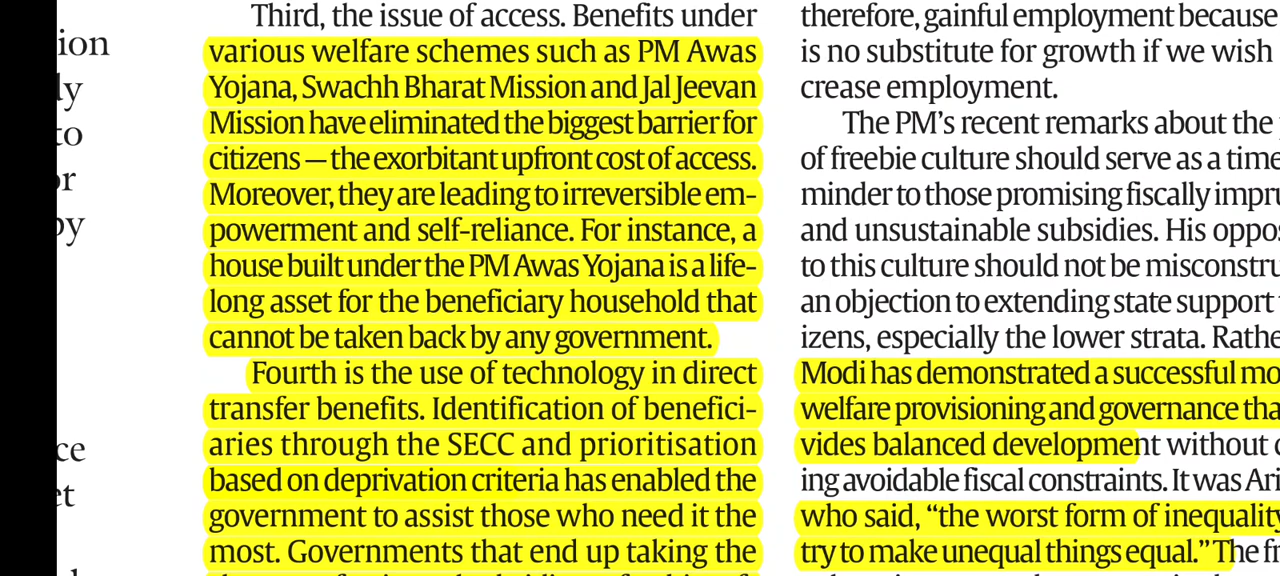 ion
ly
to
or
by
ce
et
Third, the issue of access. Benefits under
various welfare schemes such as PM Awas
Yojana, Swachh Bharat Mission and Jal Jeevan
Mission have eliminated the biggest barrier for
citizens — the exorbitant upfront cost of access.
Moreover, they are leading to irreversible em-
powerment and self-reliance. For instance, a
house built under the PM Awas Yojana is a life-
long asset for the beneficiary household that
cannot be taken back by any government.
Fourth is the use of technology in direct
transfer benefits. Identification of benefici-
aries through the SECC and prioritisation
based on deprivation criteria has enabled the
government to assist those who need it the
most. Governments that end up taking the
therefore, gainful employment because
is no substitute for growth if we wish
crease employment.
The PM's recent remarks about the
of freebie culture should serve as a time
minder to those promising fiscally impru
and unsustainable subsidies. His oppos
to this culture should not be misconstru
an objection to extending state support
izens, especially the lower strata. Rathe
Modi has demonstrated a successful mo
welfare provisioning and governance tha
vides balanced development without
ing avoidable fiscal constraints. It was Ari
who said, “the worst form of inequality
try to make unequal things equal.” The fr